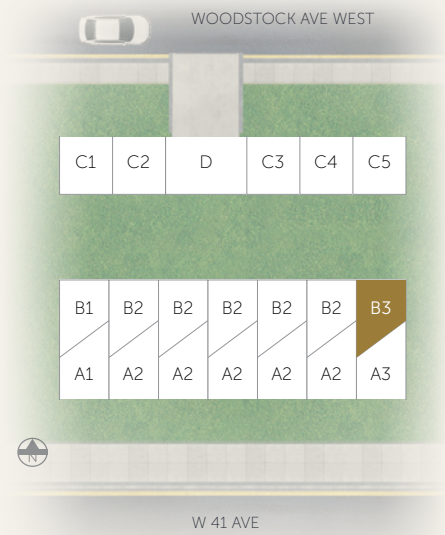 WOODSTOCK AVE WEST
C1 C2 D C3 C4 C5
B1 B2 B2 B2 B2 B2 B3
A1 A2 A2 A2 A2 A2 A3
N
W 41 AVE